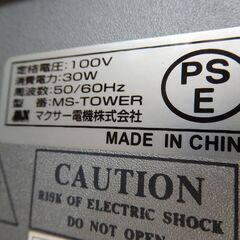 定格電圧：100V
消費電力：30W
周波数：50/60Hz
型　番：MS-TOWER
マクサー電機株式会社
PS
E
MADE IN CHIN
CAUTION
RISK OF ELECTRIC SHOCK
DO NOT OPEN